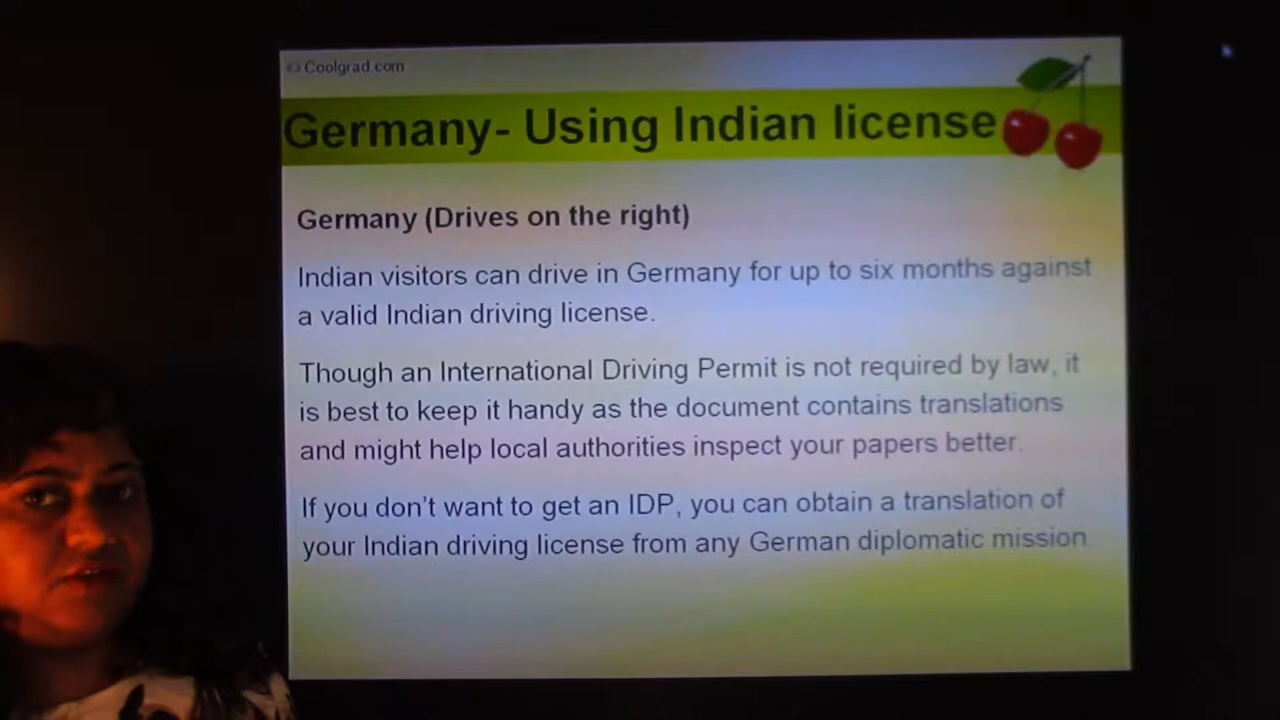 Coolgrad.com
Germany- Using Indian license
Germany (Drives on the right)
Indian visitors can drive in Germany for up to six months against
a valid Indian driving license.
Though an International Driving Permit is not required by law, it
is best to keep it handy as the document contains translations
and might help local authorities inspect your papers better.
If you don’t want to get an IDP, you can obtain a translation of
your Indian driving license from any German diplomatic mission